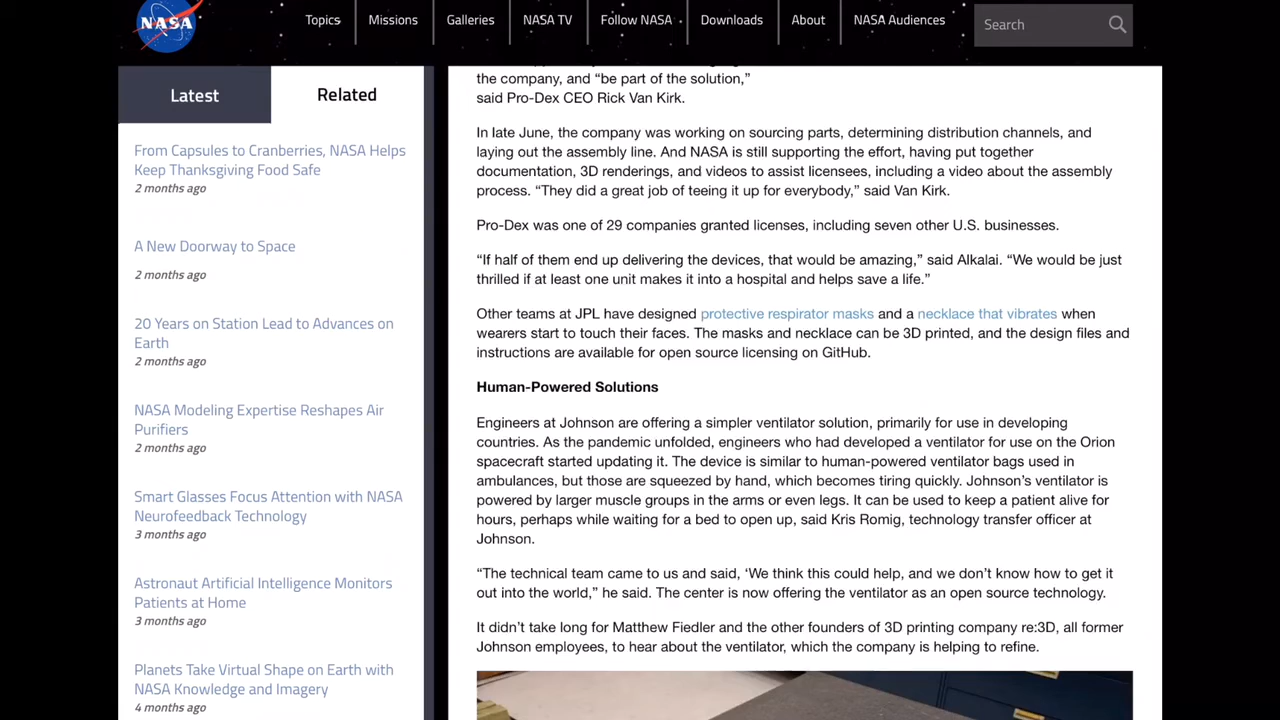 NASA
Topics
Missions
Galleries
NASA TV
Follow NASA
Downloads
About
NASA Audiences
Search
Latest
Related
From Capsules to Cranberries, NASA Helps
Keep Thanksgiving Food Safe
2 months ago
A New Doorway to Space
2 months ago
20 Years on Station Lead to Advances on
Earth
2 months ago
NASA Modeling Expertise Reshapes Air
Purifiers
2 months ago
Smart Glasses Focus Attention with NASA
Neurofeedback Technology
3 months ago
Astronaut Artificial Intelligence Monitors
Patients at Home
3 months ago
Planets Take Virtual Shape on Earth with
NASA Knowledge and Imagery
4 months ago
the company, and “be part of the solution,”
said Pro-Dex CEO Rick Van Kirk.
In late June, the company was working on sourcing parts, determining distribution channels, and
laying out the assembly line. And NASA is still supporting the effort, having put together
documentation, 3D renderings, and videos to assist licensees, including a video about the assembly
process. “They did a great job of teeing it up for everybody,” said Van Kirk.
Pro-Dex was one of 29 companies granted licenses, including seven other U.S. businesses.
“If half of them end up delivering the devices, that would be amazing,” said Alkalai. “We would be just
thrilled if at least one unit makes it into a hospital and helps save a life.”
Other teams at JPL have designed protective respirator masks and a necklace that vibrates when
wearers start to touch their faces. The masks and necklace can be 3D printed, and the design files and
instructions are available for open source licensing on GitHub.
Human-Powered Solutions
Engineers at Johnson are offering a simpler ventilator solution, primarily for use in developing
countries. As the pandemic unfolded, engineers who had developed a ventilator for use on the Orion
spacecraft started updating it. The device is similar to human-powered ventilator bags used in
ambulances, but those are squeezed by hand, which becomes tiring quickly. Johnson’s ventilator is
powered by larger muscle groups in the arms or even legs. It can be used to keep a patient alive for
hours, perhaps while waiting for a bed to open up, said Kris Romig, technology transfer officer at
Johnson.
“The technical team came to us and said, ‘We think this could help, and we don’t know how to get it
out into the world,” he said. The center is now offering the ventilator as an open source technology.
It didn’t take long for Matthew Fiedler and the other founders of 3D printing company re:3D, all former
Johnson employees, to hear about the ventilator, which the company is helping to refine.